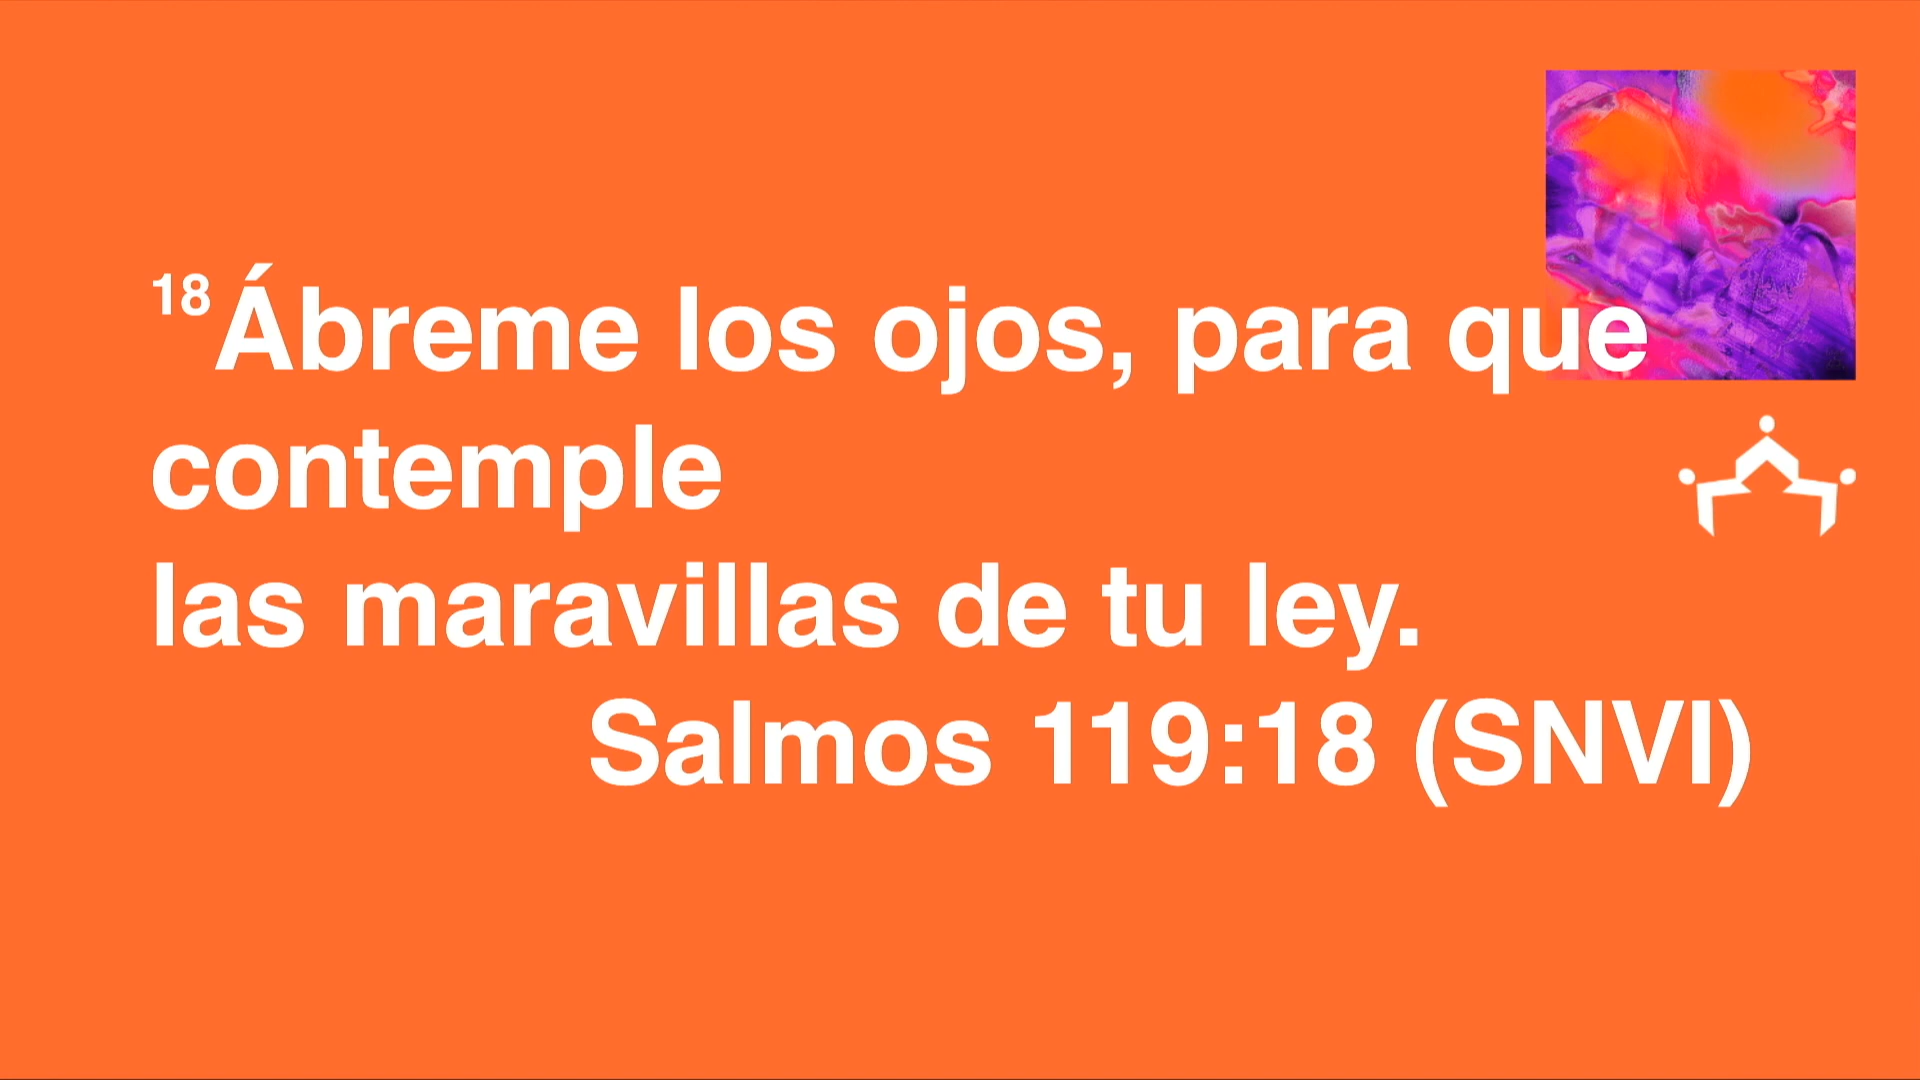 18Ábreme los ojos, para que
contemple
las maravillas de tu ley.
Salmos 119:18 (SNVI)